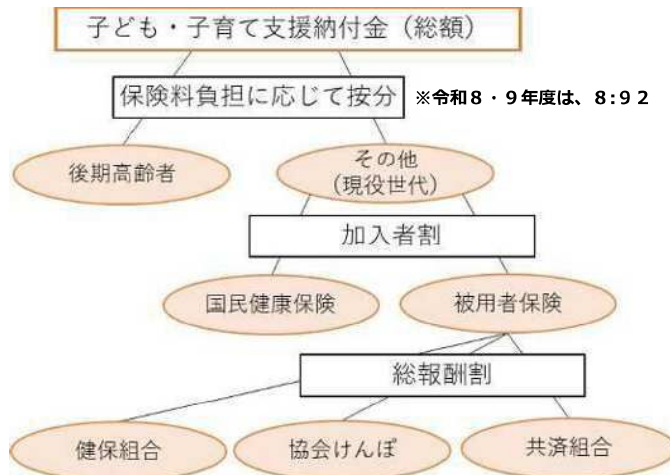 子ども・子育て支援納付金（総額）
保険料負担に応じて按分
※令和８・９年度は、８:９２
後期高齢者
その他
（現役世代）
加入者割
国民健康保険
被用者保険
総報酬割
健保組合
協会けんぽ
共済組合